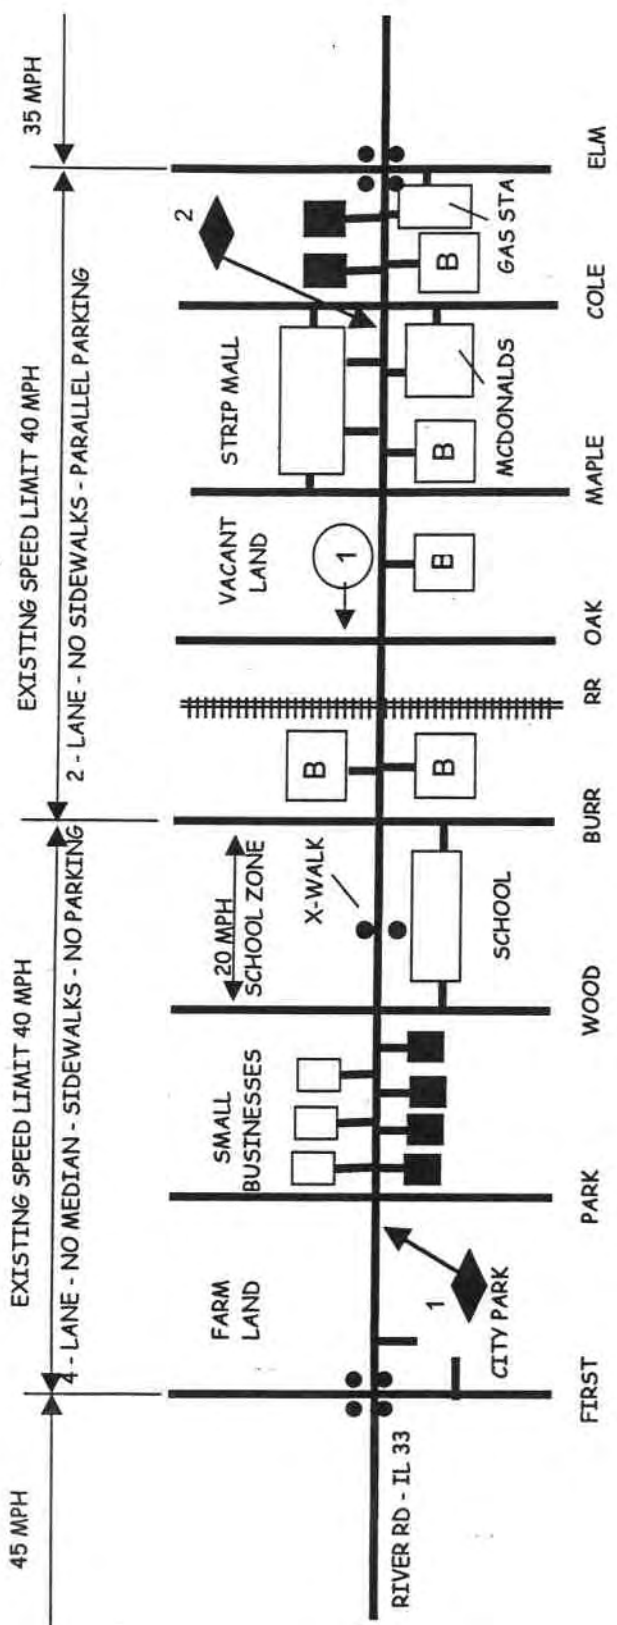 45 MPH
EXISTING SPEED LIMIT 40 MPH
4 - LANE - NO MEDIAN - SIDEWALKS - NO PARKING
EXISTING SPEED LIMIT 40 MPH
2 - LANE - NO SIDEWALKS - PARALLEL PARKING
35 MPH
FARM
LAND
SMALL
BUSINESSES
20 MPH
SCHOOL ZONE
X-WALK
B
VACANT
LAND
1
STRIP MALL
2
RIVER RD - IL 33
1
CITY PARK
SCHOOL
B
B
B
MCDONALDS
B
GAS STA
FIRST
PARK
WOOD
BURR
RR
OAK
MAPLE
COLE
ELM